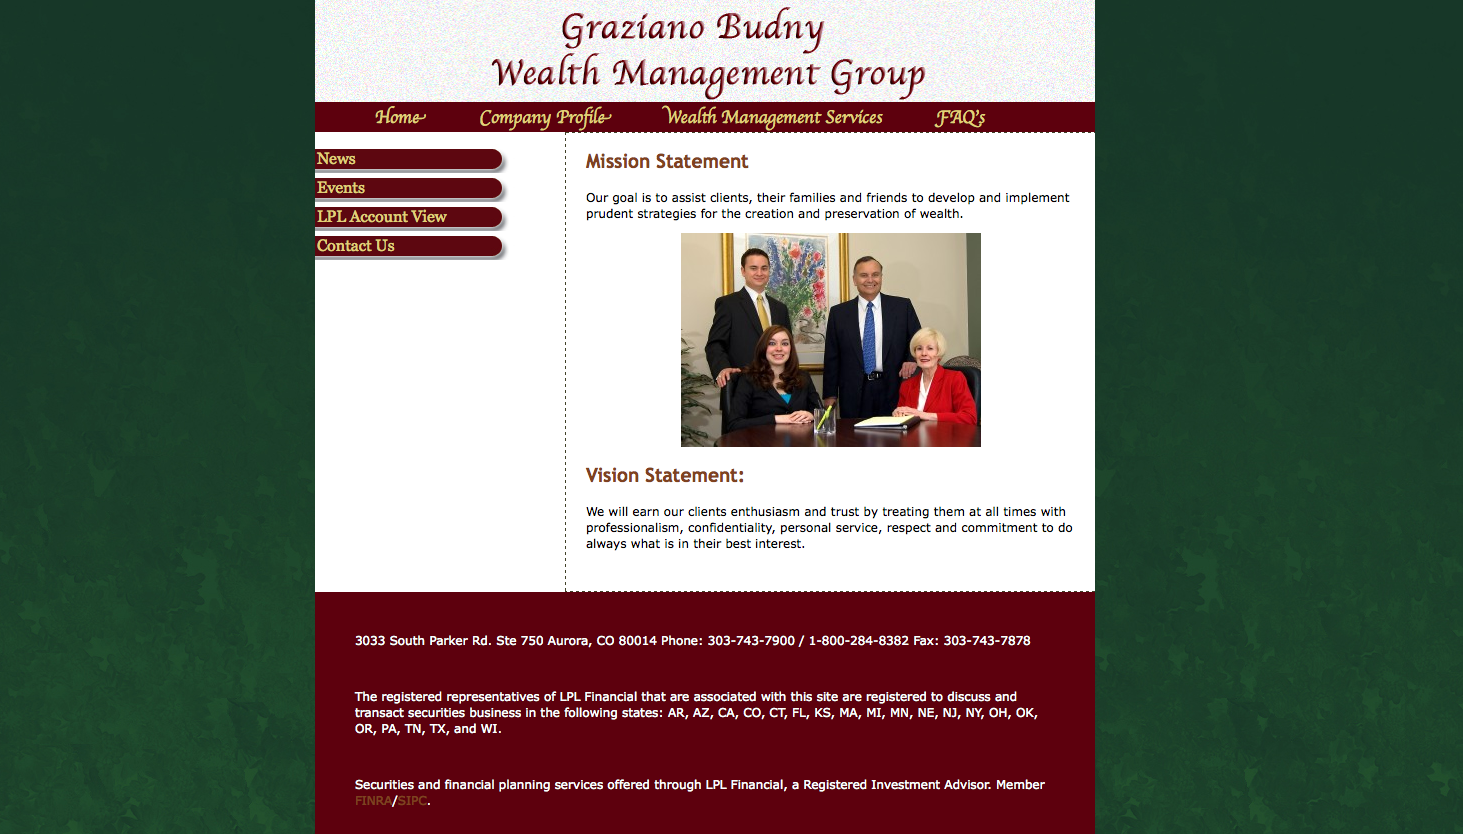 Graziano Budny
Wealth Management Group
Home Company Profile Wealth Management Services FAQ's
News
Events
LPL Account View
Contact Us
Mission Statement
Our goal is to assist clients, their families and friends to develop and implement
prudent strategies for the creation and preservation of wealth.
Vision Statement:
We will earn our clients enthusiasm and trust by treating them at all times with
professionalism, confidentiality, personal service, respect and commitment to do
always what is in their best interest.
3033 South Parker Rd. Ste 750 Aurora, CO 80014 Phone: 303-743-7900 / 1-800-284-8382 Fax: 303-743-7878
The registered representatives of LPL Financial that are associated with this site are registered to discuss and
transact securities business in the following states: AR, AZ, CA, CO, CT, FL, KS, MA, MI, MN, NE, NJ, NY, OH, OK,
OR, PA, TN, TX, and WI.
Securities and financial planning services offered through LPL Financial, a Registered Investment Advisor. Member
FINRA/SIPC.